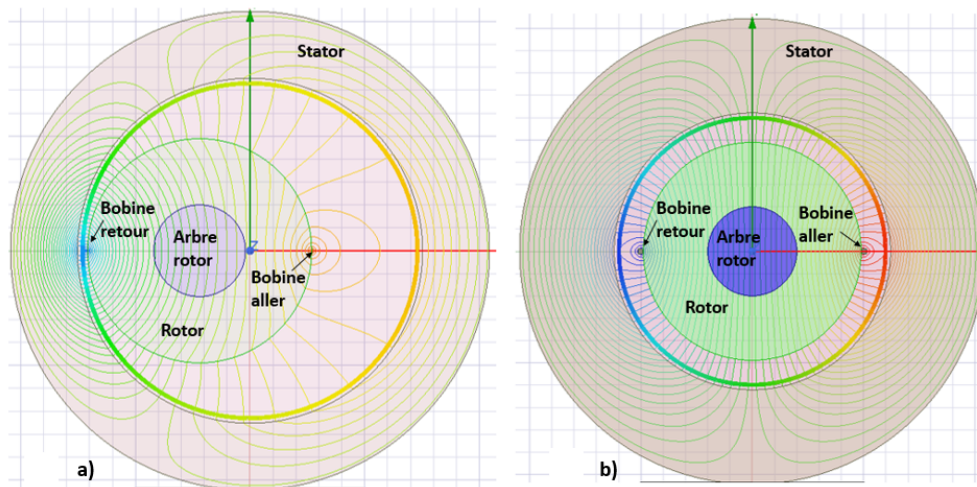 Stator
Bobine
retour
Arbre
rotor
Z
Bobine
aller
Rotor
a)
Stator
Bobine
retour
Arbre
rotor
Bobine
aller
Rotor
b)